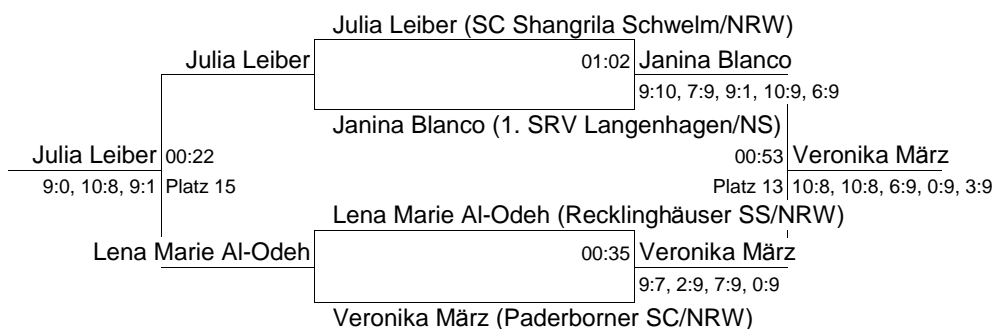 Julia Leiber (SC Shangrila Schwelm/NRW)
Julia Leiber 01:02 Janina Blanco
9:10, 7:9, 9:1, 10:9, 6:9
Janina Blanco (1. SRV Langenhagen/NS)
Julia Leiber 00:22 00:53 Veronika März
9:0, 10:8, 9:1 Platz 15 Platz 13 10:8, 10:8, 6:9, 0:9, 3:9
Lena Marie Al-Odeh (Recklinghäuser SS/NRW)
Lena Marie Al-Odeh 00:35 Veronika März
9:7, 2:9, 7:9, 0:9
Veronika März (Paderborner SC/NRW)